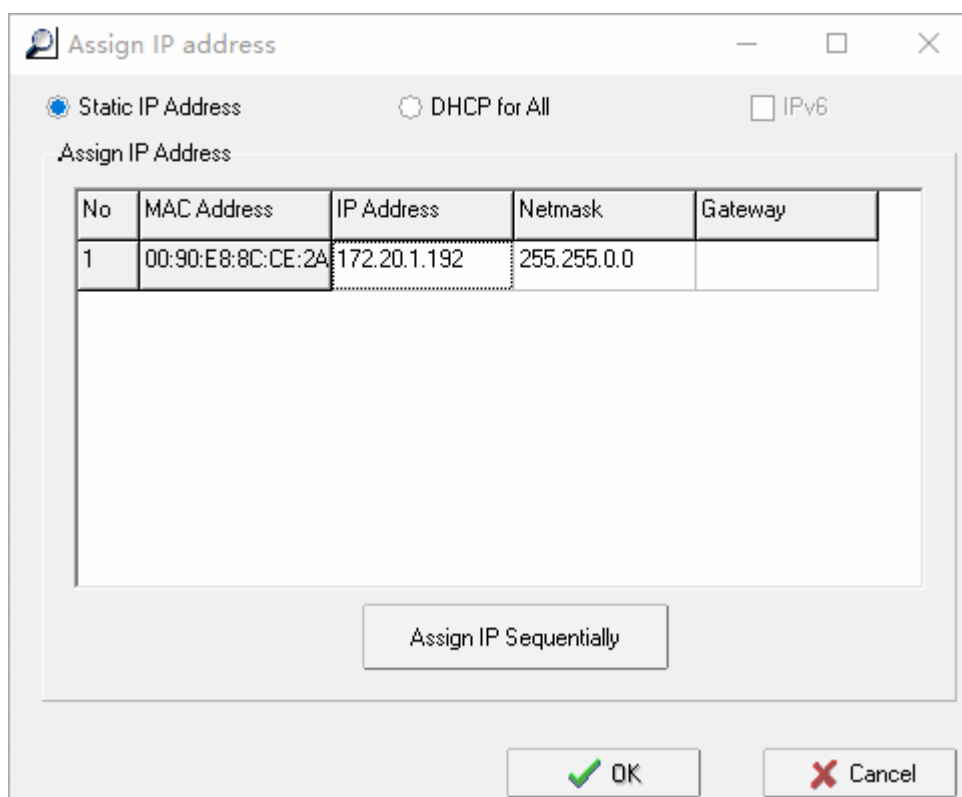 Assign IP address
Static IP Address DHCP for All IPv6
Assign IP Address
No MAC Address IP Address Netmask Gateway
1 00:90:E8:8C:CE:2A 172.20.1.192 255.255.0.0
Assign IP Sequentially
OK Cancel